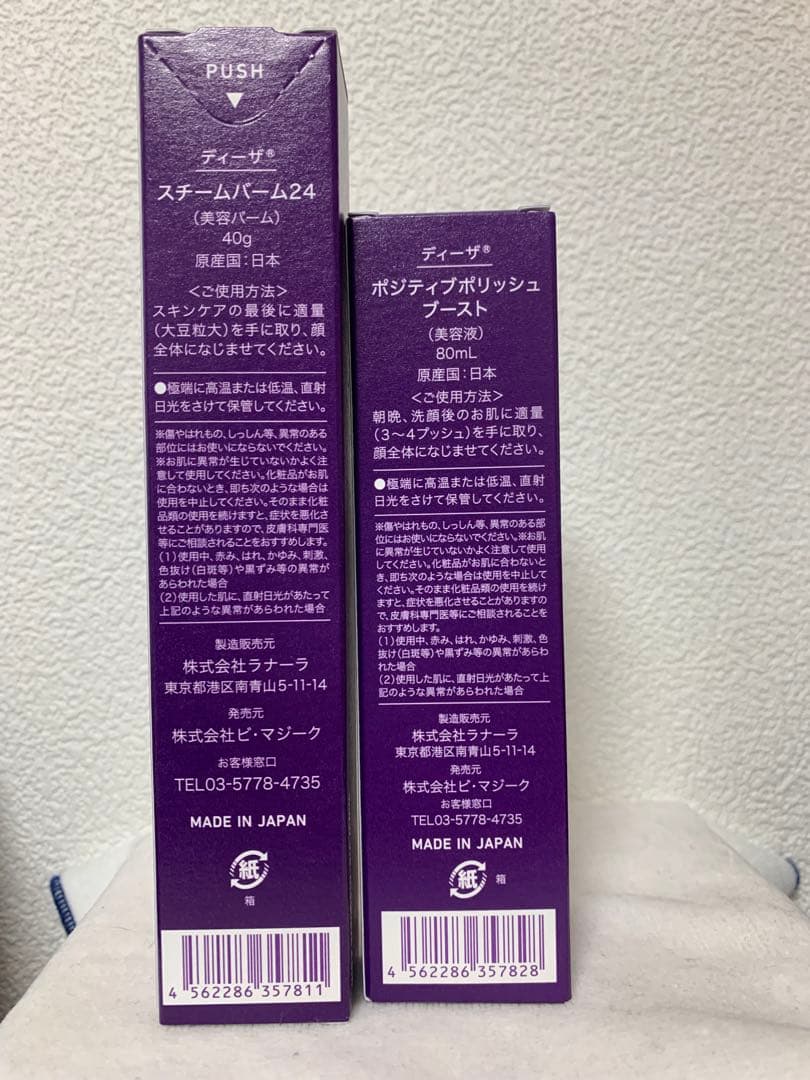 PUSH
ディーザ®
スチームバーム24
（美容バーム）
40g
原産国：日本
＜ご使用方法＞
スキンケアの最後に適量
（大豆粒大）を手に取り、顔
全体になじませてください。
●極端に高温または低温、直射
日光をさけて保管してください。
※傷やはれもの、しっしん等、異常のある
部位にはお使いにならないでください。
※お肌に異常が生じていないかよく注
意して使用してください。化粧品がお肌
に合わないとき、即ち次のような場合は
使用を中止してください。そのまま化粧
品類の使用を続けますと、症状を悪化さ
せることがありますので、皮膚科専門医
等にご相談されることをおすすめします。
（1）使用中、赤み、はれ、かゆみ、刺激、
色抜け（白斑等）や黒ずみ等の異常が
あらわれた場合
（2）使用した肌に、直射日光があたって
上記のような異常があらわれた場合
製造販売元
株式会社ラナーラ
東京都港区南青山5-11-14
発売元
株式会社ピ・マジーク
お客様窓口
TEL03-5778-4735
MADE IN JAPAN
紙
箱
4 562286 357811
ディーザ®
ポジティブポリッシュ
ブースト
（美容液）
80mL
原産国：日本
＜ご使用方法＞
朝晩、洗顔後のお肌に適量
（3〜4プッシュ）を手に取り、
顔全体になじませてください。
●極端に高温または低温、直射
日光をさけて保管してください。
※傷やはれもの、しっしん等、異常のある部
位にはお使いにならないでください。※お肌
に異常が生じていないかよく注意して使用
してください。化粧品がお肌に合わないと
き、即ち次のような場合は使用を中止してく
ださい。そのまま化粧品類の使用を続け
ますと、症状を悪化させることがありますの
で、皮膚科専門医等にご相談されることを
おすすめします。
（1）使用中、赤み、はれ、かゆみ、刺激、色
抜け（白斑等）や黒ずみ等の異常があらわ
れた場合
（2）使用した肌に、直射日光があたって上
記のような異常があらわれた場合
製造販売元
株式会社ラナーラ
東京都港区南青山5-11-14
発売元
株式会社ピ・マジーク
お客様窓口
TEL03-5778-4735
MADE IN JAPAN
紙
箱
4 562286 357828